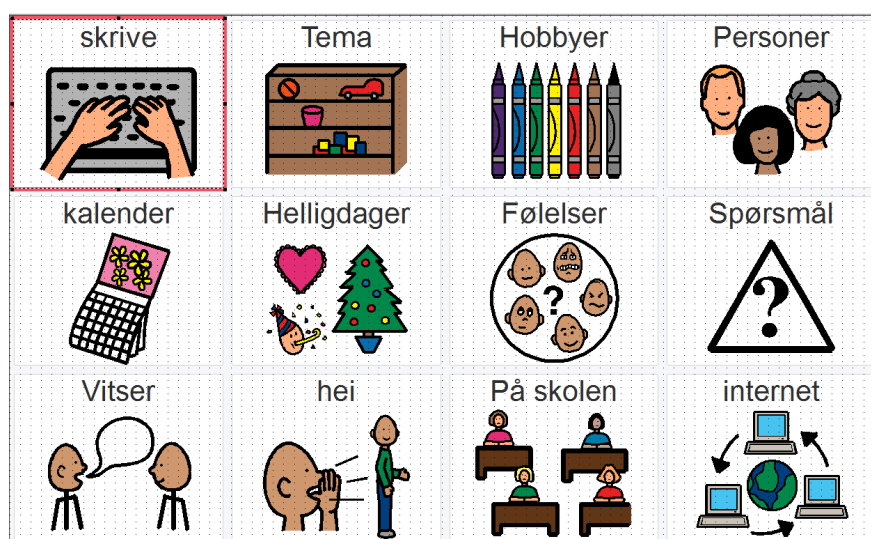 skrive
Tema
Hobbyer
Personer
kalender
Helligdager
Følelser
Spørsmål
?
?
Vitser
hei
På skolen
internet